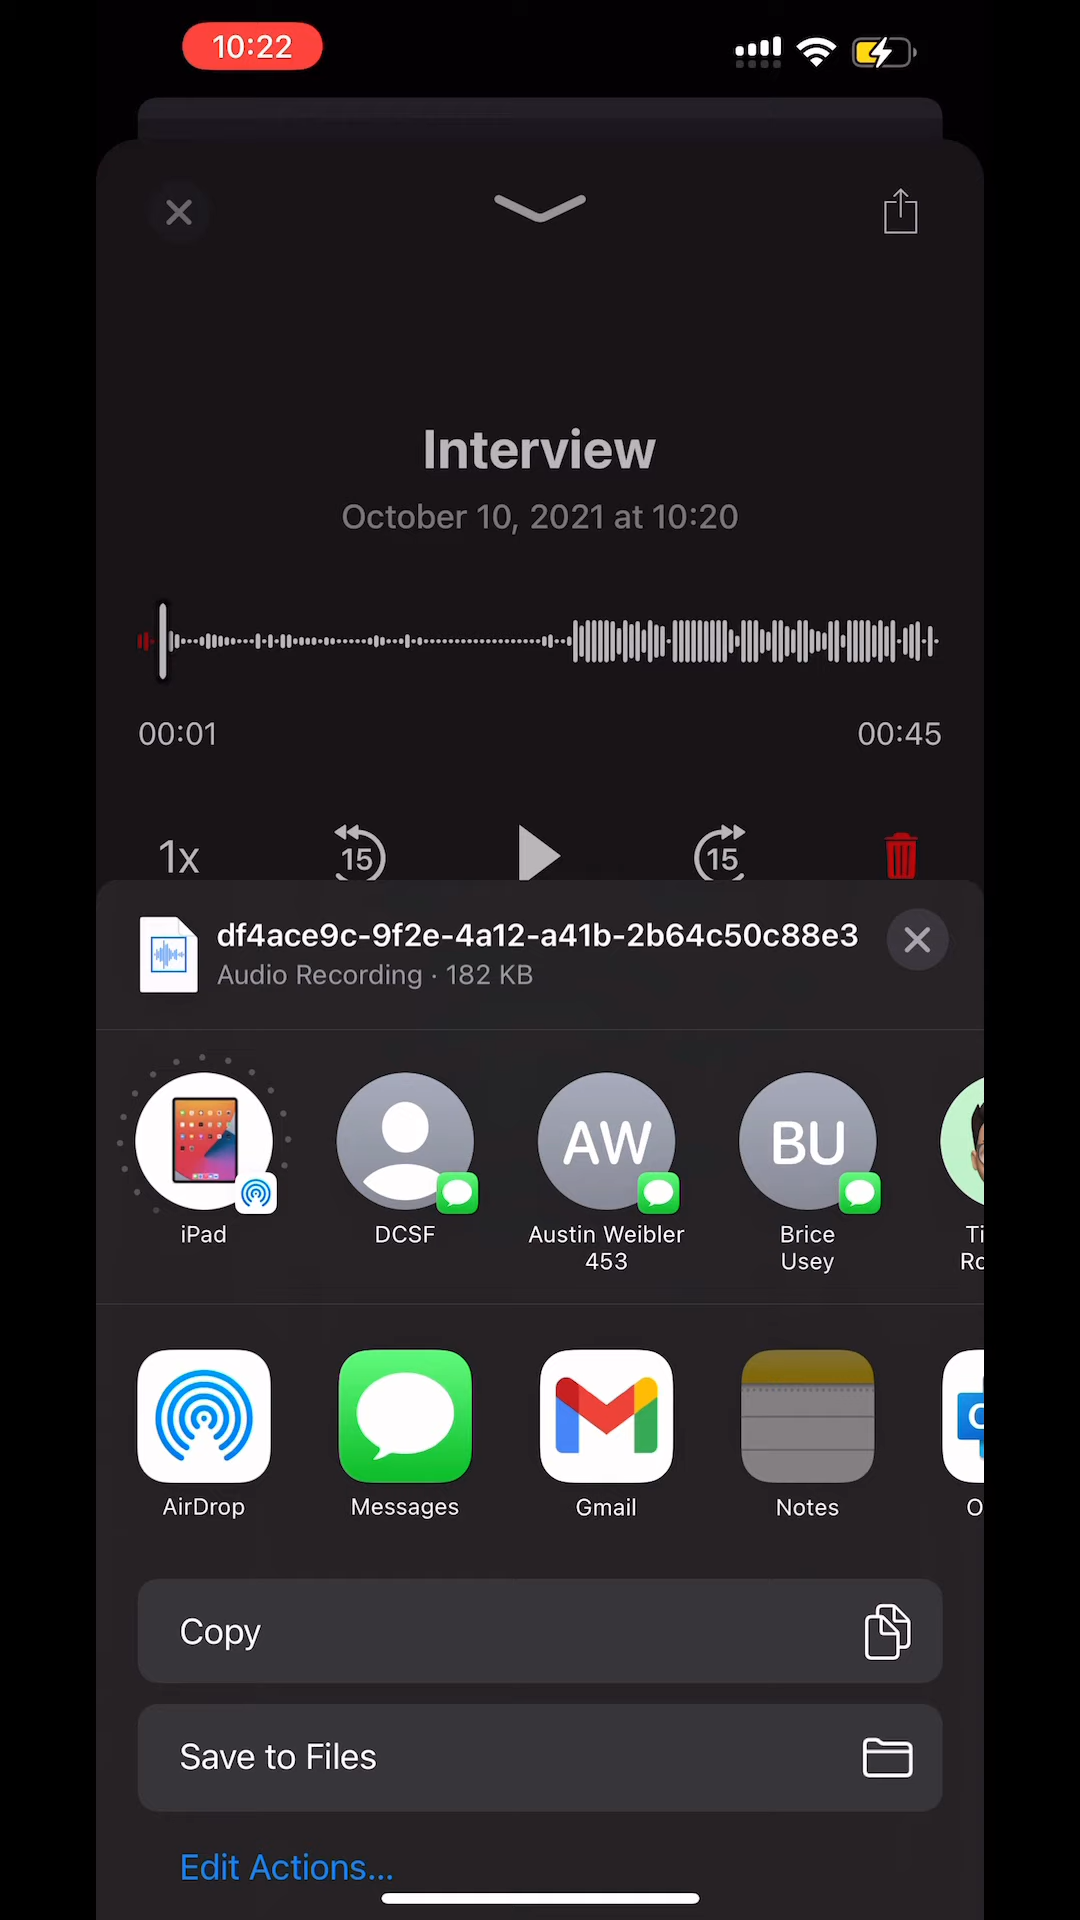 10:22
Interview
October 10, 2021 at 10:20
00:01
00:45
1x
15
15
df4ace9c-9f2e-4a12-a41b-2b64c50c88e3
Audio Recording · 182 KB
AW
BU
iPad
DCSF
Austin Weibler
453
Brice
Usey
AirDrop
Messages
Gmail
Notes
Copy
Save to Files
Edit Actions...